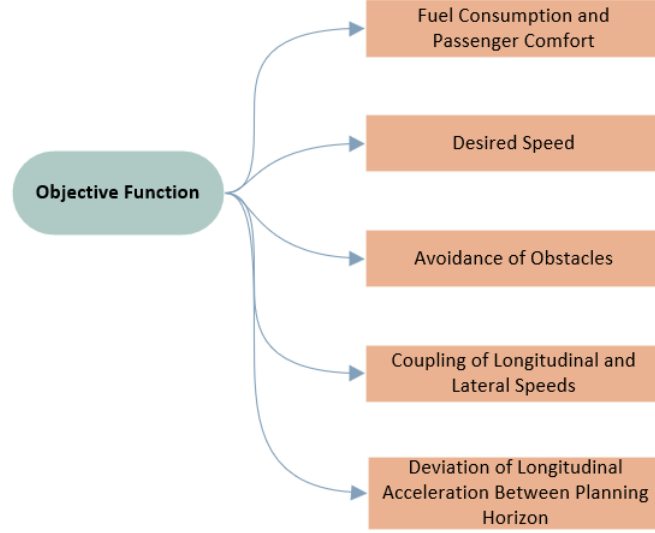 Fuel Consumption and
Passenger Comfort
Desired Speed
Objective Function
Avoidance of Obstacles
Coupling of Longitudinal and
Lateral Speeds
Deviation of Longitudinal
Acceleration Between Planning
Horizon